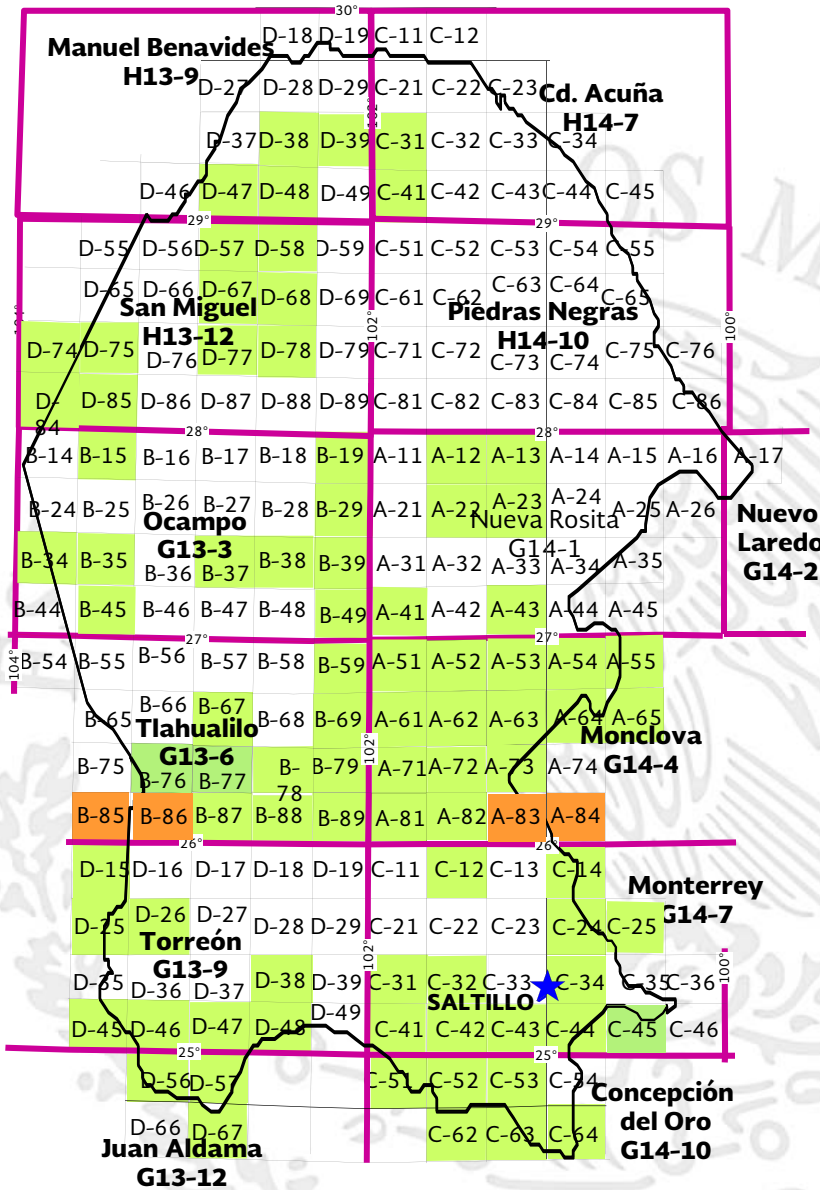 30°
D-18 D-19 C-11 C-12
Manuel Benavides
H13-9
D-27 D-28 D-29 C-21 C-22 C-23
Cd. Acuña
H14-7
102°
D-37 D-38 D-39 C-31 C-32 C-33 C-34
D-46 D-47 D-48 D-49 C-41 C-42 C-43 C-44 C-45
29° 29°
D-55 D-56 D-57 D-58 D-59 C-51 C-52 C-53 C-54 C-55
D-65 D-66 D-67 D-68 D-69 C-61 C-62 C-63 C-64 C-65
San Miguel
H13-12
Piedras Negras
H14-10
104° 102° 100°
D-74 D-75 D-76 D-77 D-78 D-79 C-71 C-72 C-73 C-74 C-75 C-76
D-84 D-85 D-86 D-87 D-88 D-89 C-81 C-82 C-83 C-84 C-85 C-86
28° 28°
B-14 B-15 B-16 B-17 B-18 B-19 A-11 A-12 A-13 A-14 A-15 A-16 A-17
B-24 B-25 B-26 B-27 B-28 B-29 A-21 A-22 A-23 A-24 A-25 A-26
Ocampo
G13-3
Nueva Rosita
G14-1
Nuevo
Laredo
G14-2
B-34 B-35 B-36 B-37 B-38 B-39 A-31 A-32 A-33 A-34 A-35
B-44 B-45 B-46 B-47 B-48 B-49 A-41 A-42 A-43 A-44 A-45
27° 27°
104°
B-54 B-55 B-56 B-57 B-58 B-59 A-51 A-52 A-53 A-54 A-55
B-65 B-66 B-67 B-68 B-69 A-61 A-62 A-63 A-64 A-65
Tlahualilo
G13-6
Monclova
G14-4
102°
B-75 B-76 B-77 B-78 B-79 A-71 A-72 A-73 A-74
B-85 B-86 B-87 B-88 B-89 A-81 A-82 A-83 A-84
26° 26°
D-15 D-16 D-17 D-18 D-19 C-11 C-12 C-13 C-14
Monterrey
G14-7
D-25 D-26 D-27 D-28 D-29 C-21 C-22 C-23 C-24 C-25
Torreón
G13-9
102° 100°
D-35 D-36 D-37 D-38 D-39 C-31 C-32 C-33 C-34 C-35 C-36
SALTILLO
D-45 D-46 D-47 D-48 D-49 C-41 C-42 C-43 C-44 C-45 C-46
25° 25°
D-56 D-57 C-51 C-52 C-53 C-54
Concepción
del Oro
G14-10
D-66 D-67 C-62 C-63 C-64
Juan Aldama
G13-12
OS M